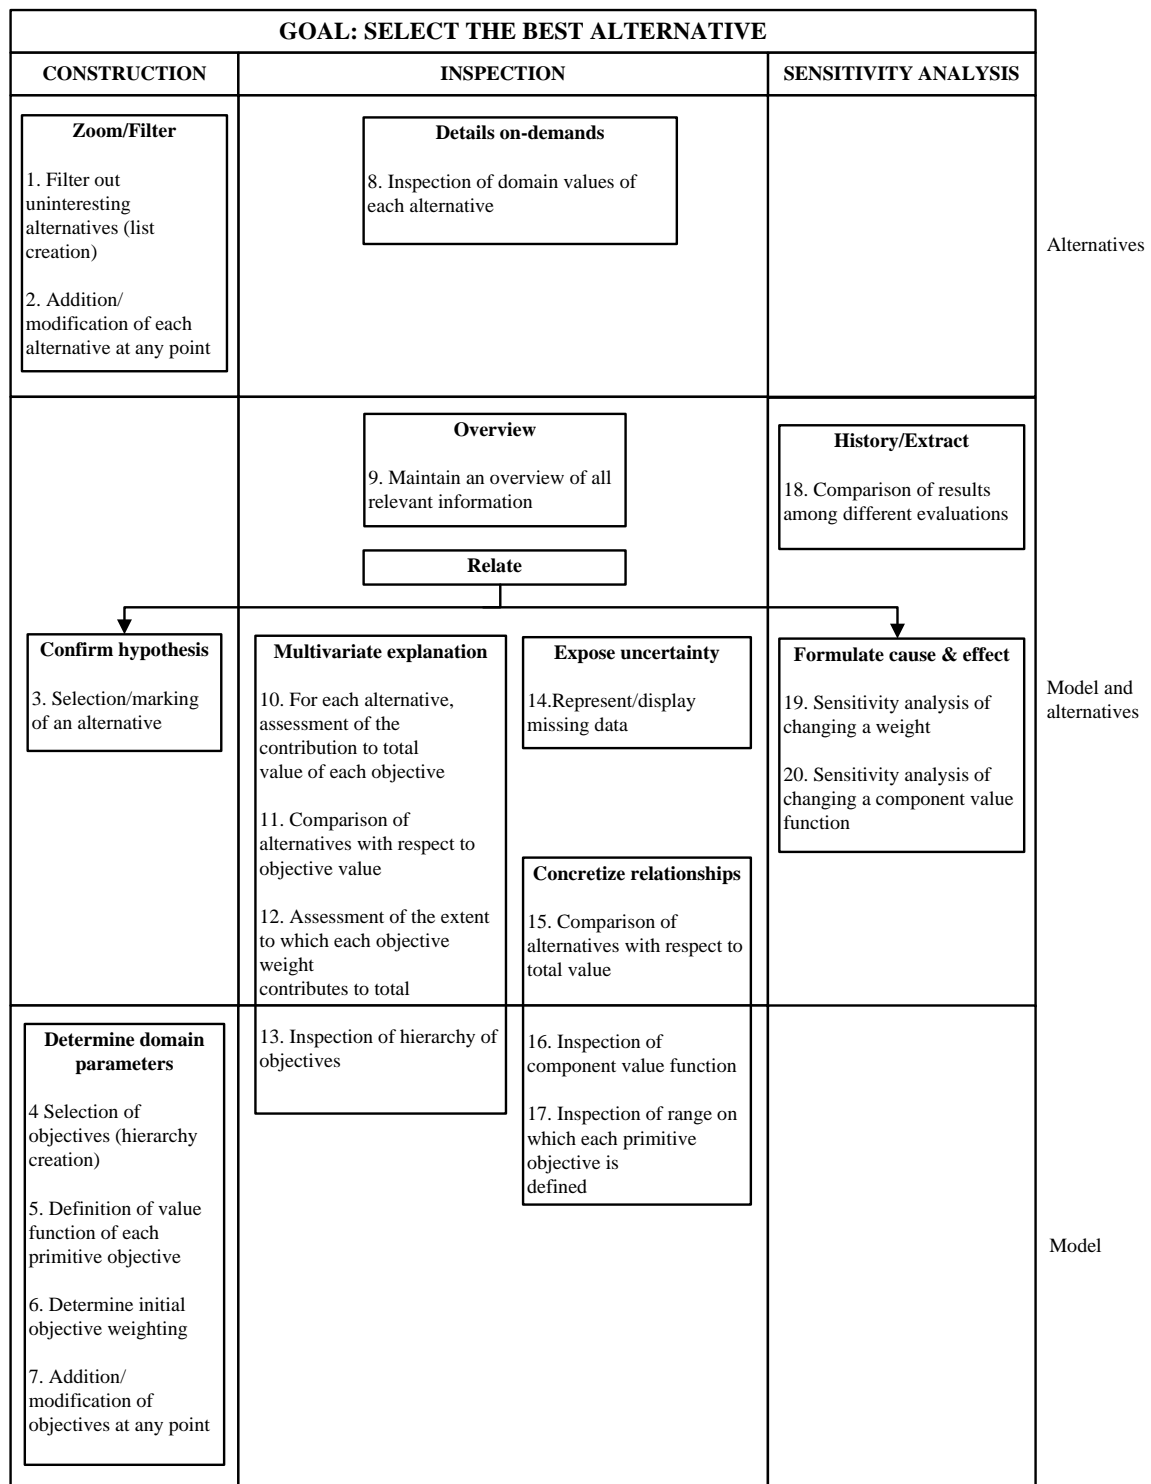 GOAL: SELECT THE BEST ALTERNATIVE
CONSTRUCTION
INSPECTION
SENSITIVITY ANALYSIS
Zoom/Filter
1. Filter out
uninteresting
alternatives (list
creation)
2. Addition/
modification of each
alternative at any point
Details on-demands
8. Inspection of domain values of
each alternative
Alternatives
Overview
9. Maintain an overview of all
relevant information
History/Extract
18. Comparison of results
among different evaluations
Relate
Confirm hypothesis
3. Selection/marking
of an alternative
Multivariate explanation
10. For each alternative,
assessment of the
contribution to total
value of each objective
11. Comparison of
alternatives with respect to
objective value
12. Assessment of the extent
to which each objective
weight
contributes to total
13. Inspection of hierarchy of
objectives
Expose uncertainty
14.Represent/display
missing data
Concretize relationships
15. Comparison of
alternatives with respect to
total value
16. Inspection of
component value function
17. Inspection of range on
which each primitive
objective is
defined
Formulate cause & effect
19. Sensitivity analysis of
changing a weight
20. Sensitivity analysis of
changing a component value
function
Model and
alternatives
Determine domain
parameters
4 Selection of
objectives (hierarchy
creation)
5. Definition of value
function of each
primitive objective
6. Determine initial
objective weighting
7. Addition/
modification of
objectives at any point
Model